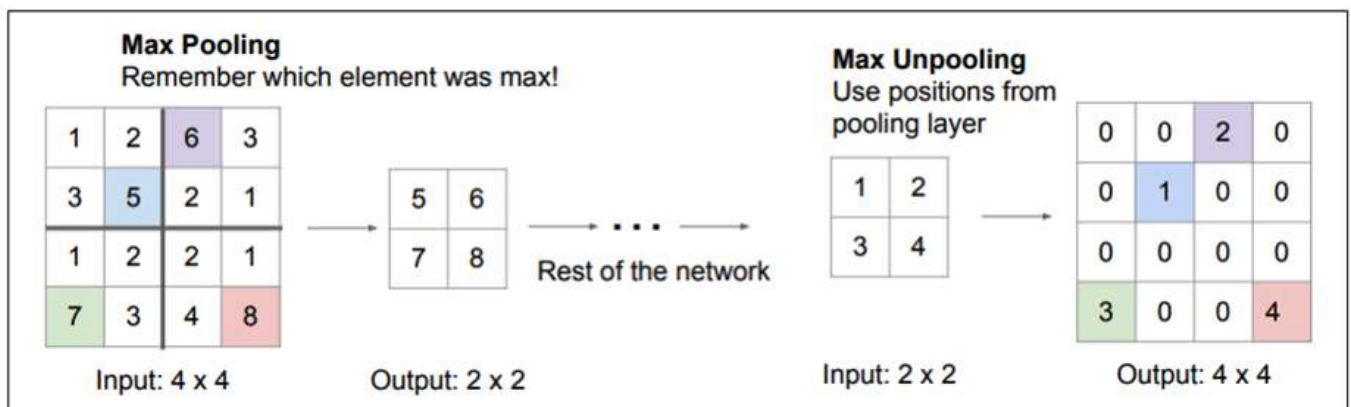 Max Pooling
Remember which element was max!
1 2 6 3
3 5 2 1
1 2 2 1
7 3 4 8
Input: 4 x 4
5 6
7 8
Output: 2 x 2
...
Rest of the network
Max Unpooling
Use positions from
pooling layer
1 2
3 4
Input: 2 x 2
0 0 2 0
0 1 0 0
0 0 0 0
3 0 0 4
Output: 4 x 4